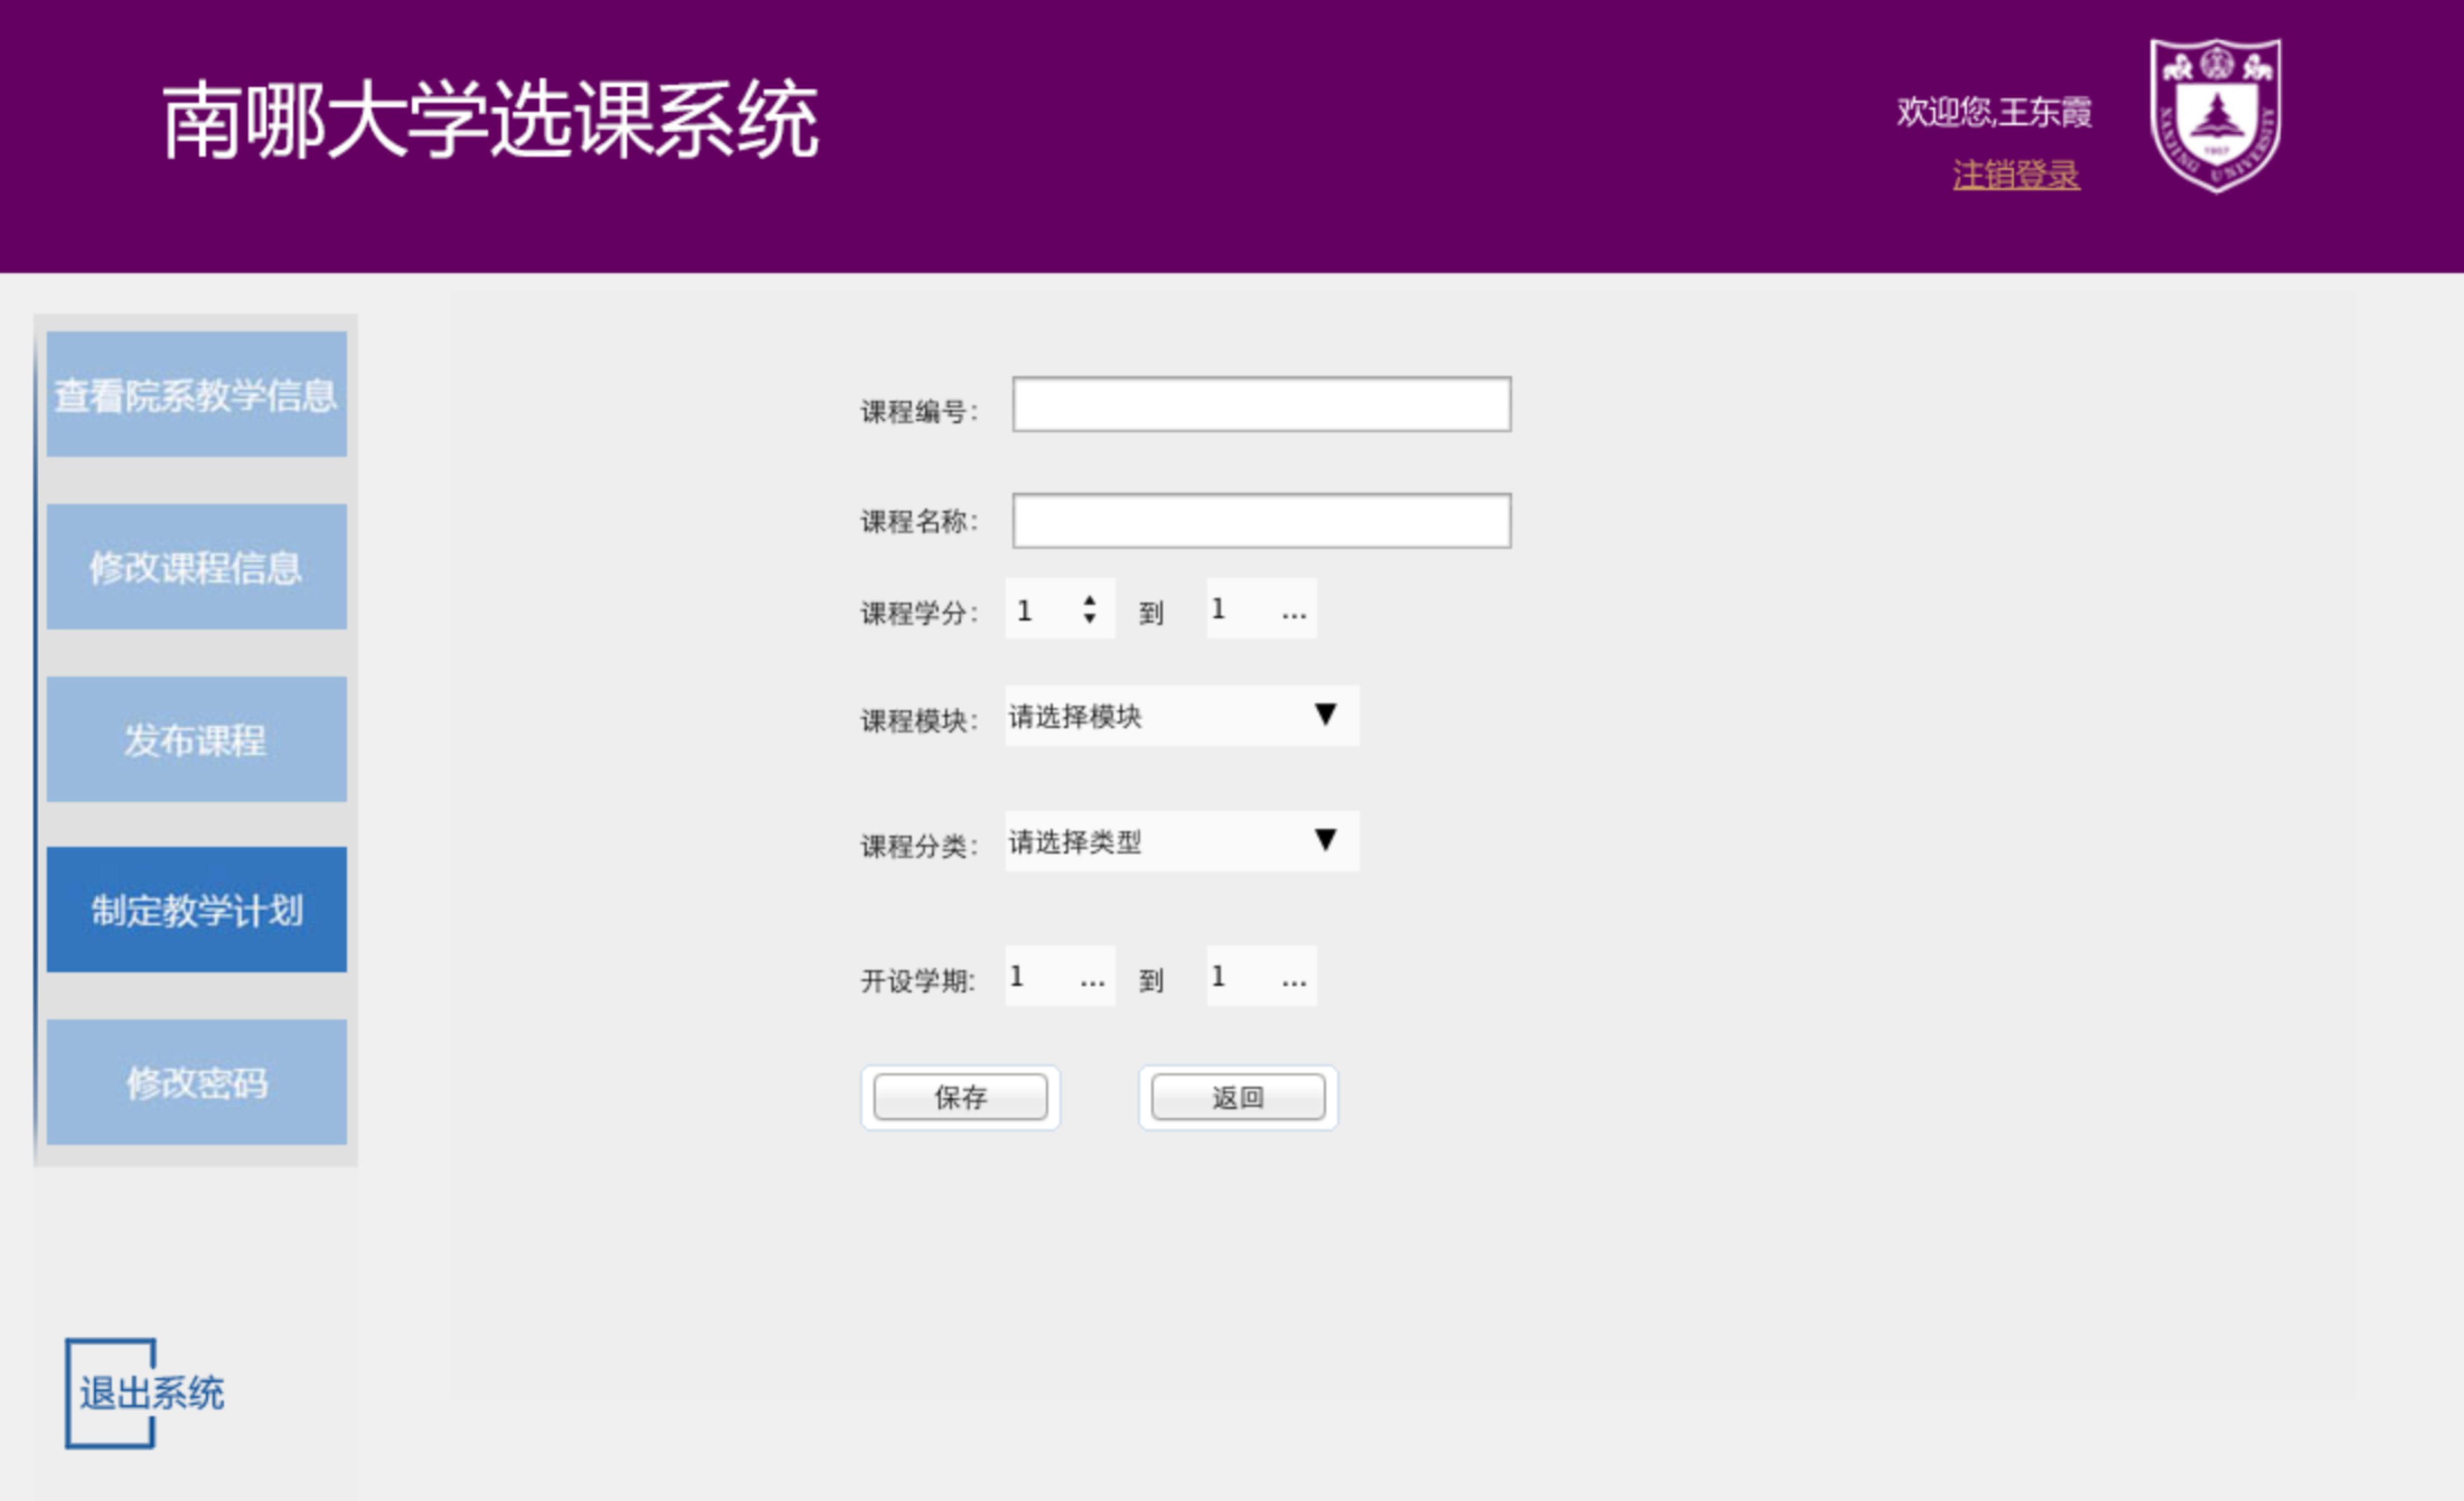 南哪大学选课系统
欢迎您,王东霞
注销登录
NANJING UNIVERSITY
1902
查看院系教学信息
修改课程信息
发布课程
制定教学计划
修改密码
退出系统
课程编号：
课程名称：
课程学分： 1 到 1 ...
课程模块： 请选择模块
课程分类： 请选择类型
开设学期: 1 ... 到 1 ...
保存 返回